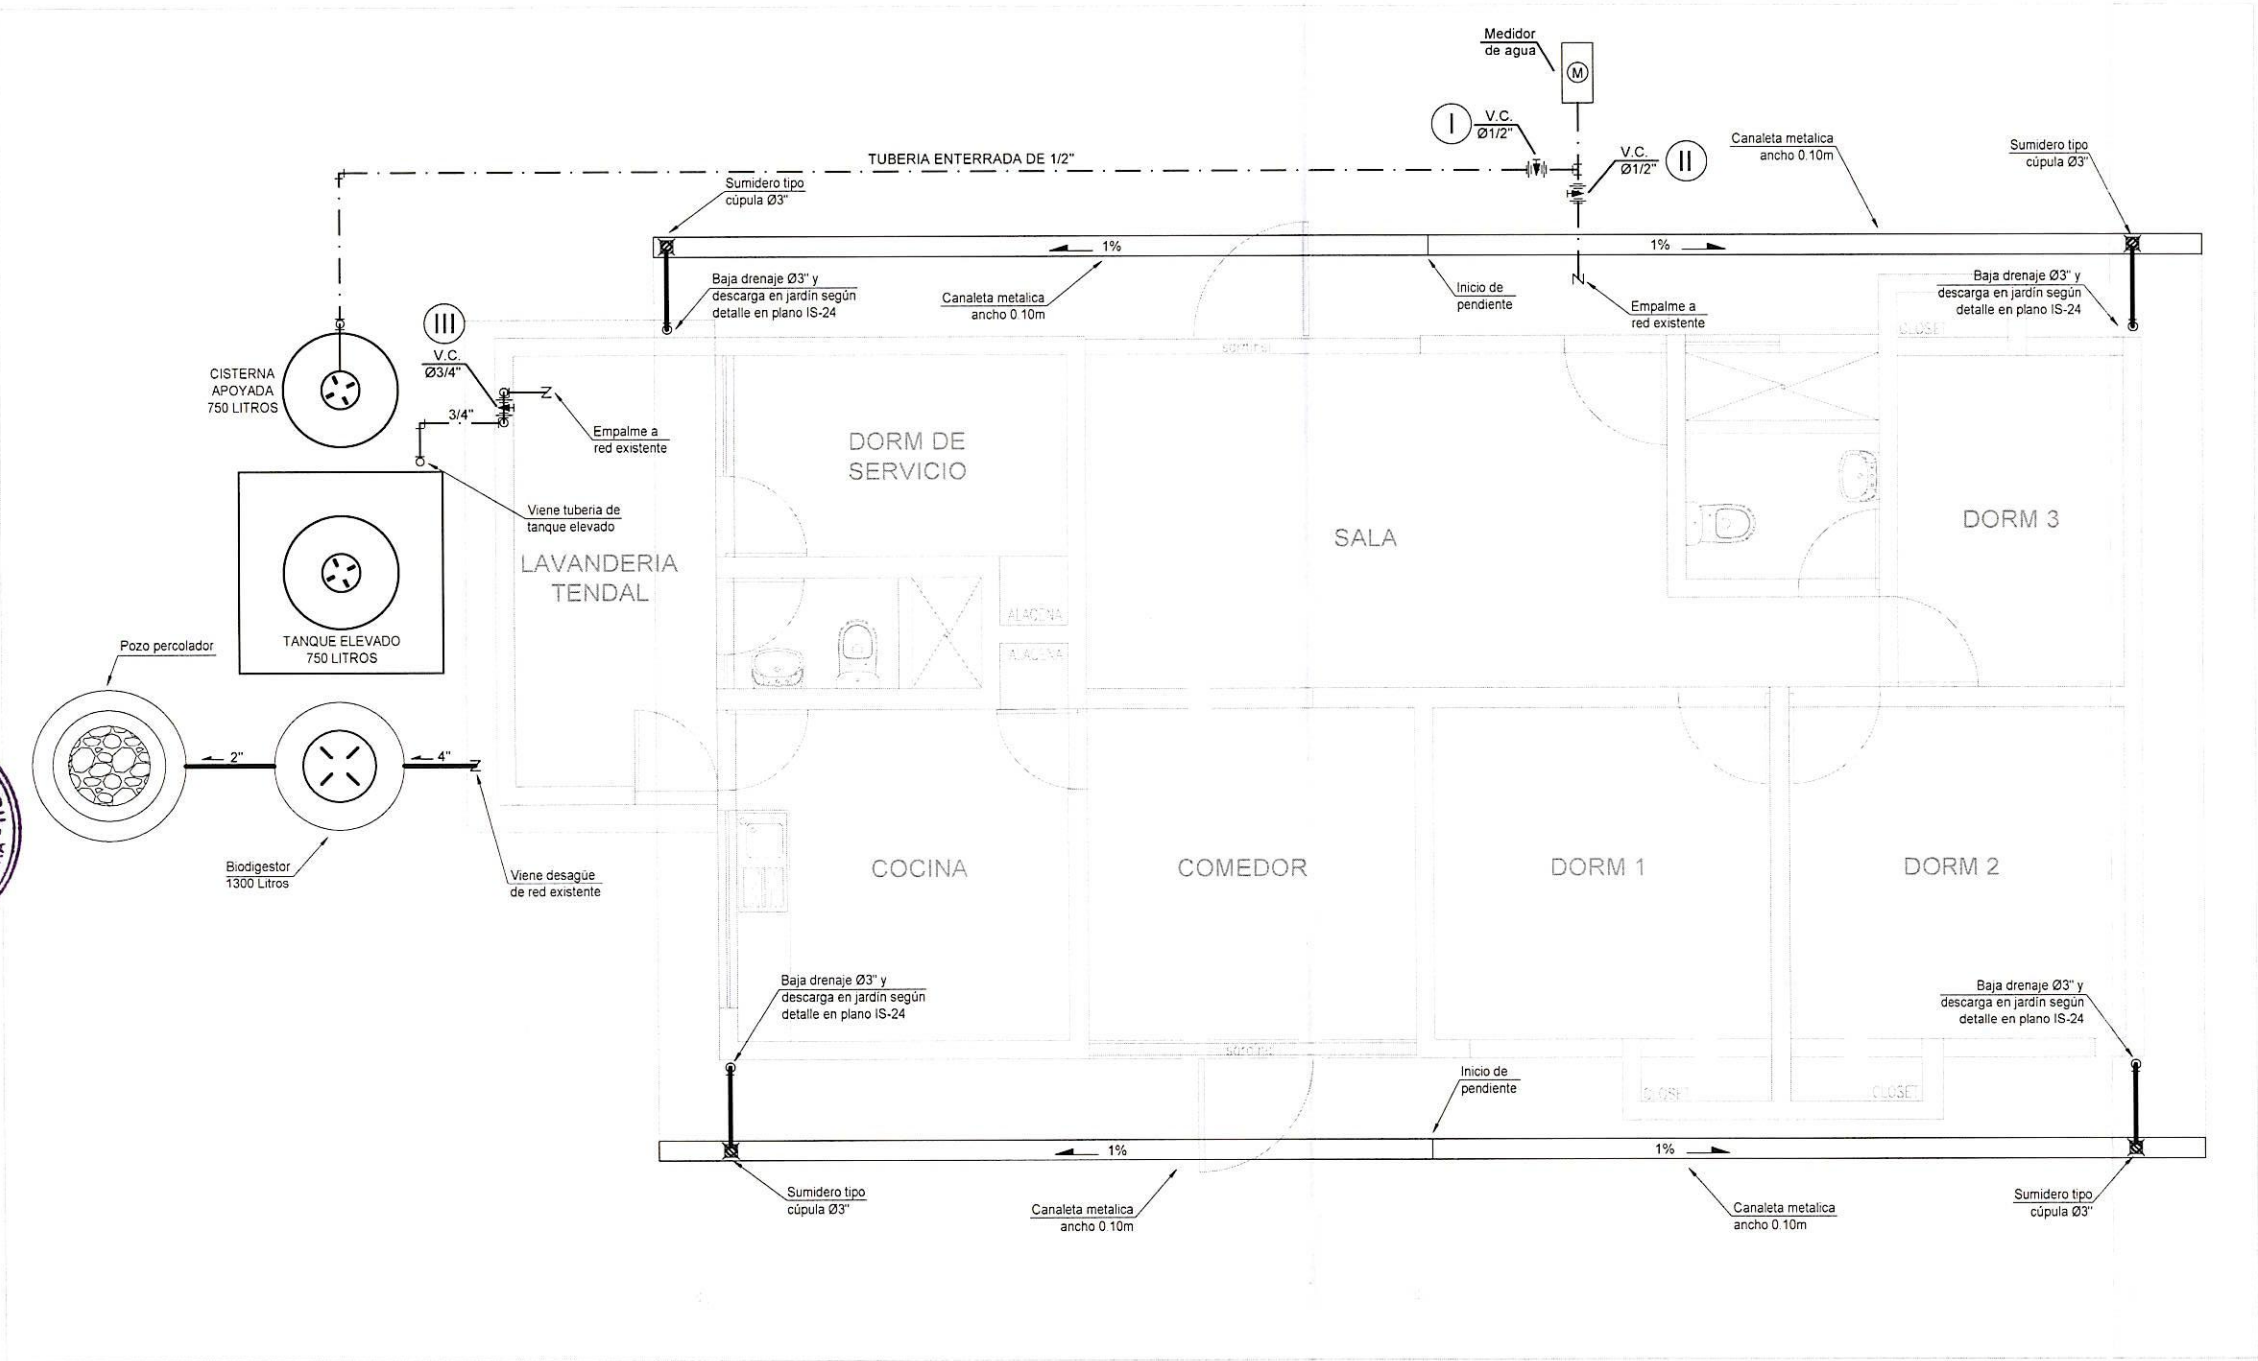 Medidor
de agua
M
I
V.C.
Ø1/2"
V.C.
Ø1/2"
II
Canaleta metalica
ancho 0.10m
Sumidero tipo
cúpula Ø3"
TUBERIA ENTERRADA DE 1/2"
Sumidero tipo
cúpula Ø3"
1%
1%
Baja drenaje Ø3" y
descarga en jardín según
detalle en plano IS-24
Canaleta metalica
ancho 0.10m
Inicio de
pendiente
Empalme a
red existente
Baja drenaje Ø3" y
descarga en jardín según
detalle en plano IS-24
CLOSET
III
V.C.
Ø3/4"
CISTERNA
APOYADA
750 LITROS
3/4"
Empalme a
red existente
Viene tuberia de
tanque elevado
DORM DE
SERVICIO
SALA
DORM 3
LAVANDERIA
TENDAL
ALACENA
ALACENA
TANQUE ELEVADO
750 LITROS
Pozo percolador
2"
4"
Biodigestor
1300 Litros
Viene desagüe
de red existente
COCINA
COMEDOR
DORM 1
DORM 2
Baja drenaje Ø3" y
descarga en jardín según
detalle en plano IS-24
Baja drenaje Ø3" y
descarga en jardín según
detalle en plano IS-24
Inicio de
pendiente
CLOSET
CLOSET
1%
1%
Sumidero tipo
cúpula Ø3"
Canaleta metalica
ancho 0.10m
Canaleta metalica
ancho 0.10m
Sumidero tipo
cúpula Ø3"